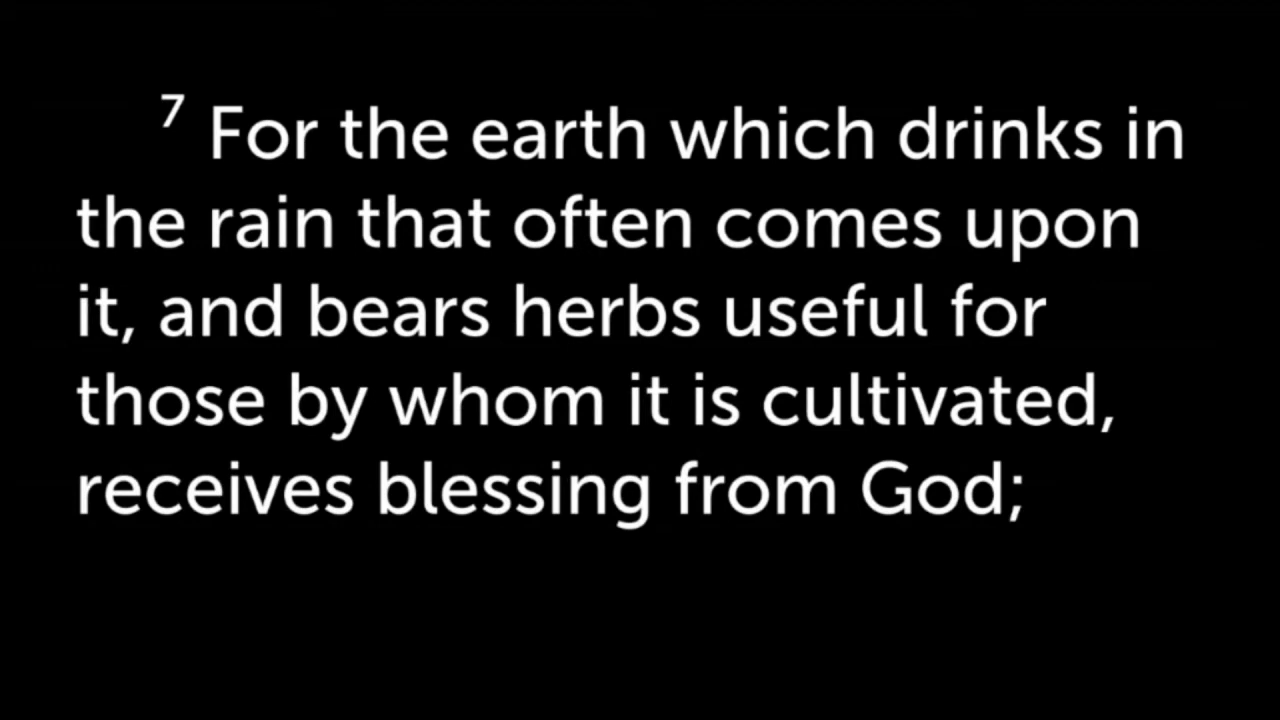 ⁷ For the earth which drinks in
the rain that often comes upon
it, and bears herbs useful for
those by whom it is cultivated,
receives blessing from God;